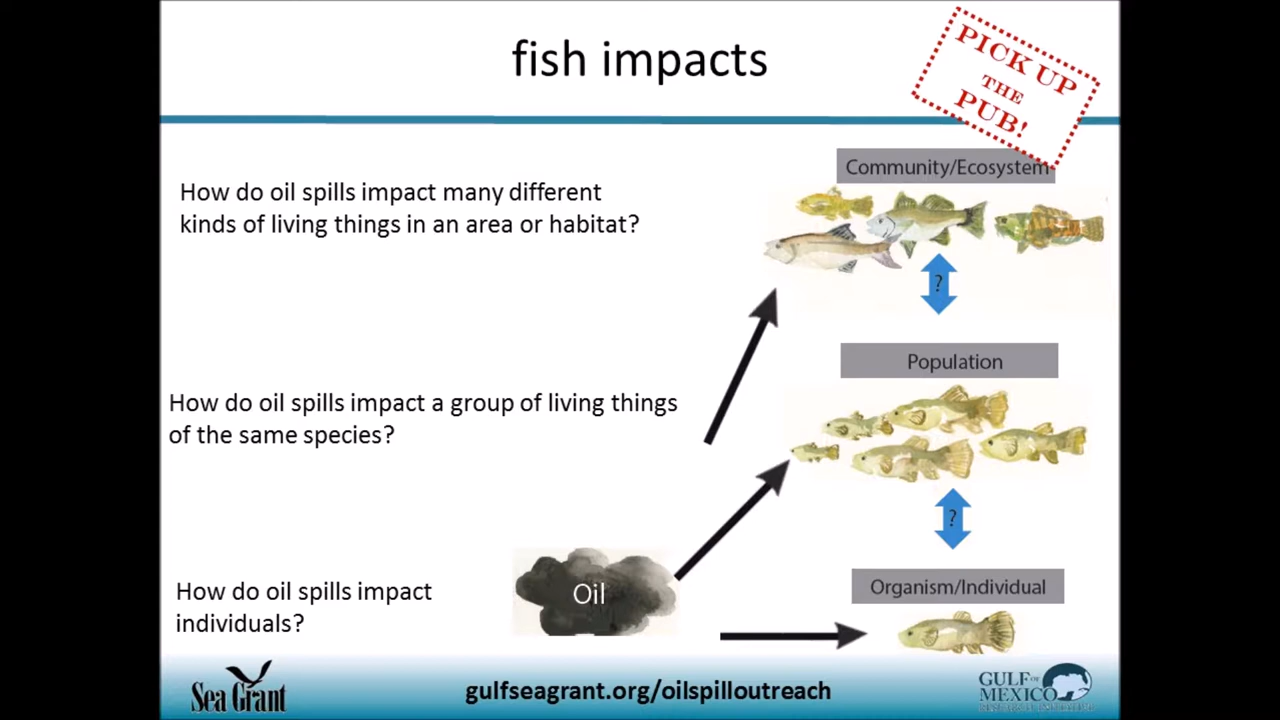 fish impacts
PICK UP
THE
PUB!
Community/Ecosystem
How do oil spills impact many different
kinds of living things in an area or habitat?
?
Population
How do oil spills impact a group of living things
of the same species?
?
Organism/Individual
How do oil spills impact
individuals?
Oil
Sea Grant
gulfseagrant.org/oilspilloutreach
GULF OF
MEXICO